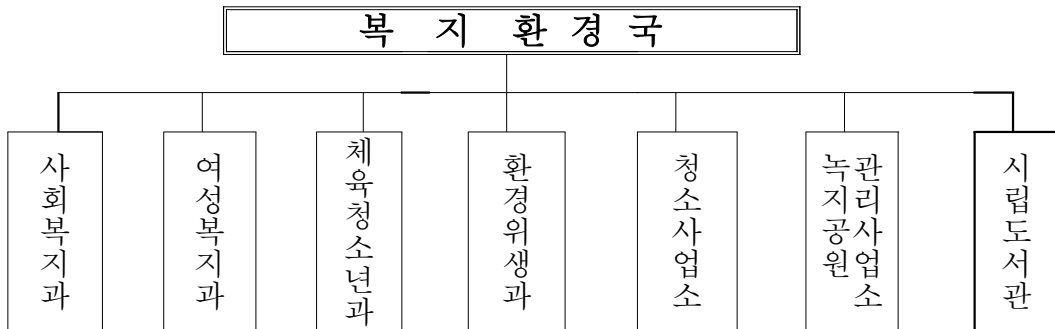 복 지 환 경 국
사회복지과
여성복지과
체육청소년과
환경위생과
청소사업소
녹지공원
관리사업소
시립도서관